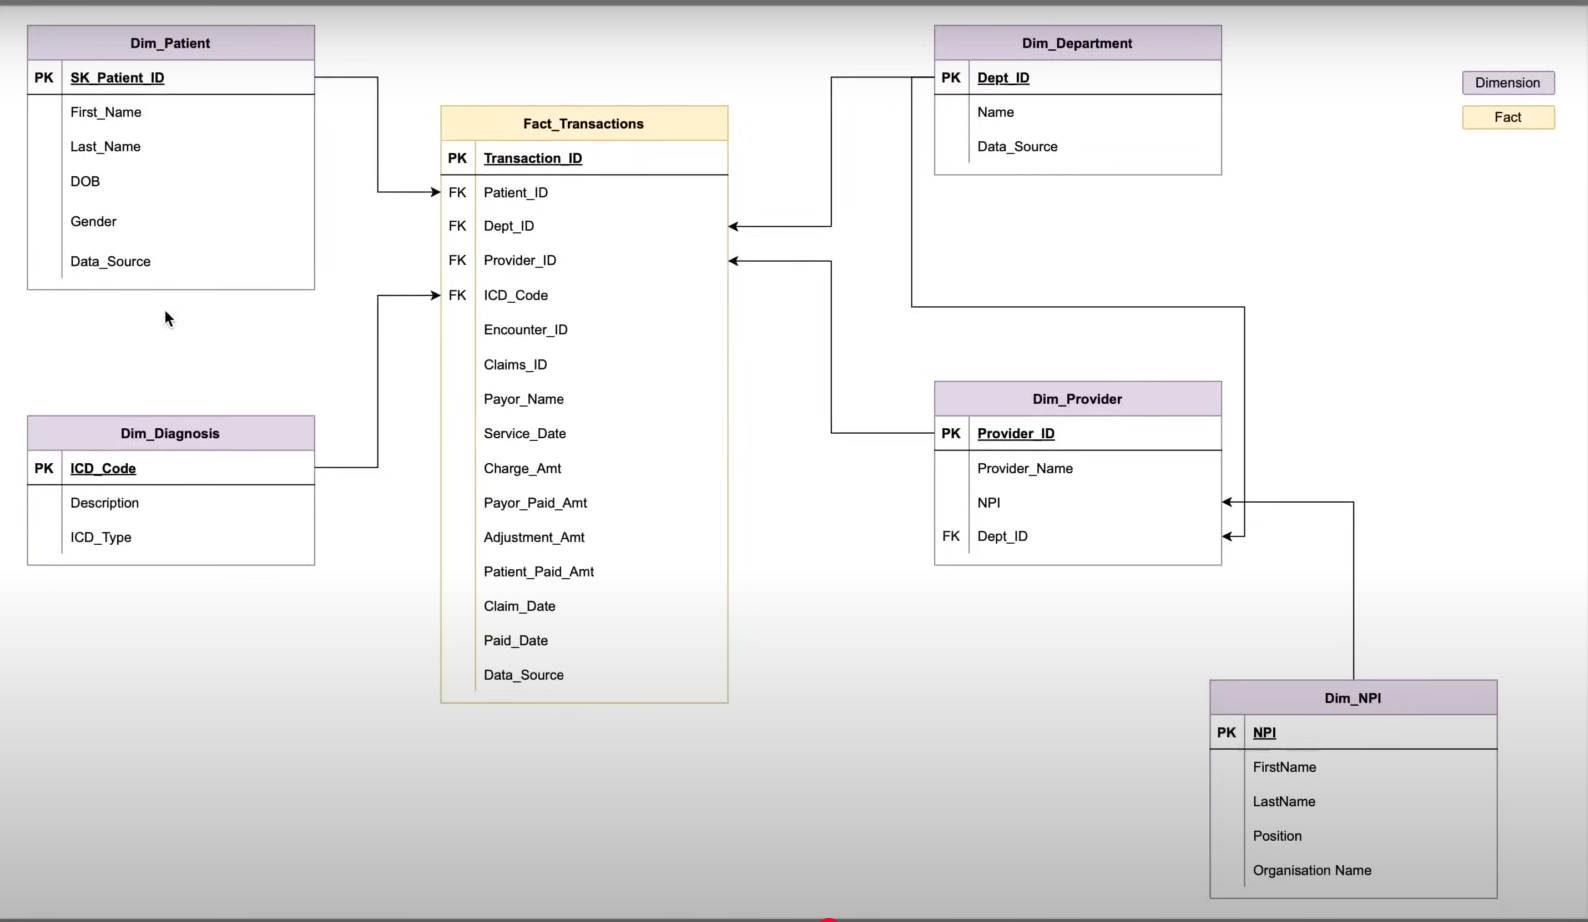 Dim_Patient
PK SK_Patient_ID
First_Name
Last_Name
DOB
Gender
Data_Source
Dim_Diagnosis
PK ICD_Code
Description
ICD_Type
Fact_Transactions
PK Transaction_ID
FK Patient_ID
FK Dept_ID
FK Provider_ID
FK ICD_Code
Encounter_ID
Claims_ID
Payor_Name
Service_Date
Charge_Amt
Payor_Paid_Amt
Adjustment_Amt
Patient_Paid_Amt
Claim_Date
Paid_Date
Data_Source
Dim_Department
PK Dept_ID
Name
Data_Source
Dim_Provider
PK Provider_ID
Provider_Name
NPI
FK Dept_ID
Dimension
Fact
Dim_NPI
PK NPI
FirstName
LastName
Position
Organisation Name